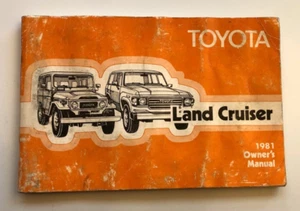 TOYOTA
Land Cruiser
1981
Owner's
Manual